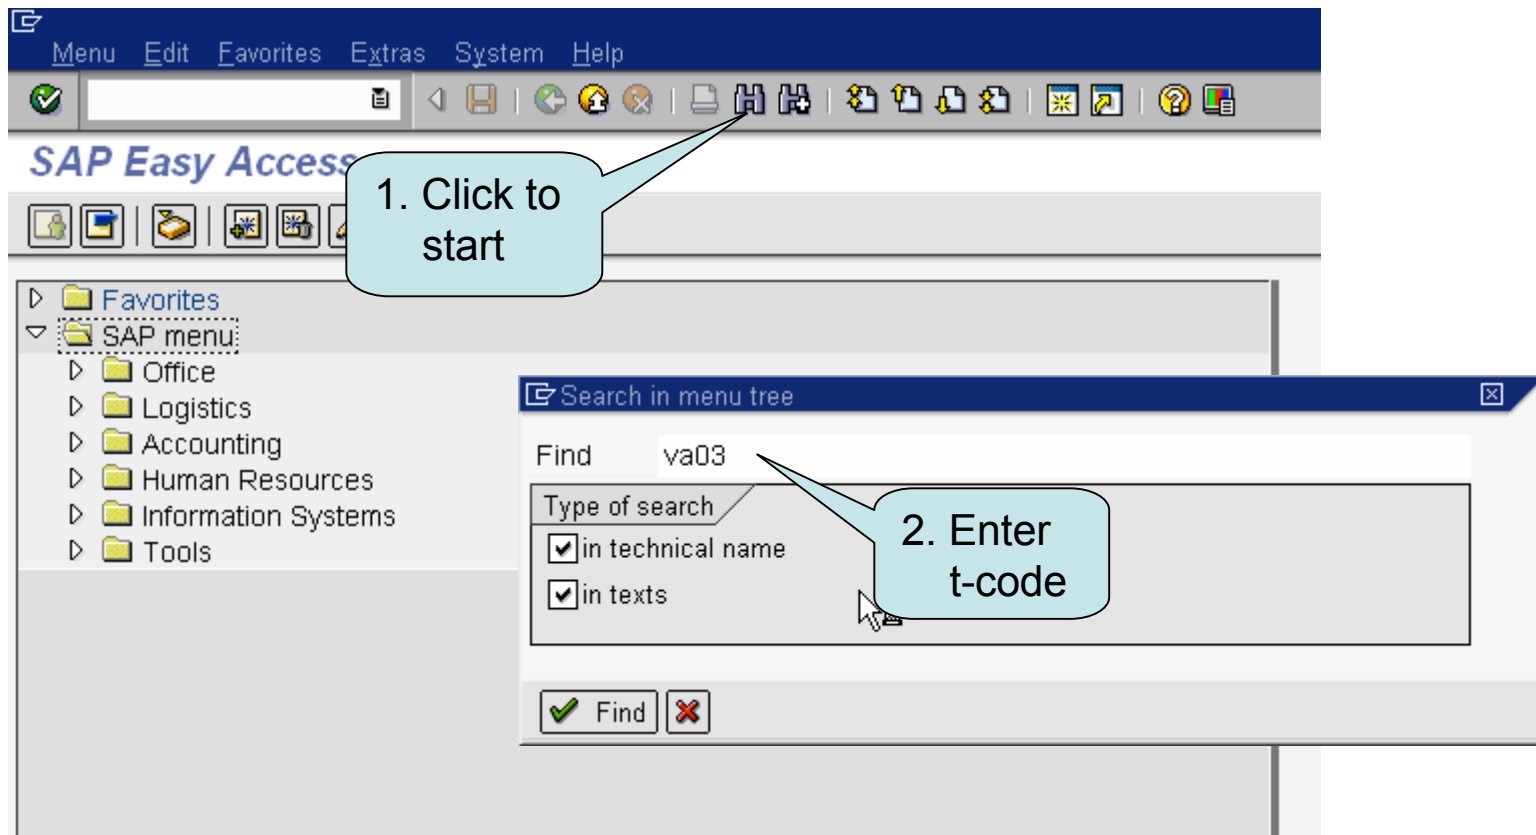 Menu Edit Favorites Extras System Help
SAP Easy Access
1. Click to
start
Favorites
SAP menu
Office
Logistics
Accounting
Human Resources
Information Systems
Tools
Search in menu tree
Find va03
Type of search
in technical name
in texts
2. Enter
t-code
Find